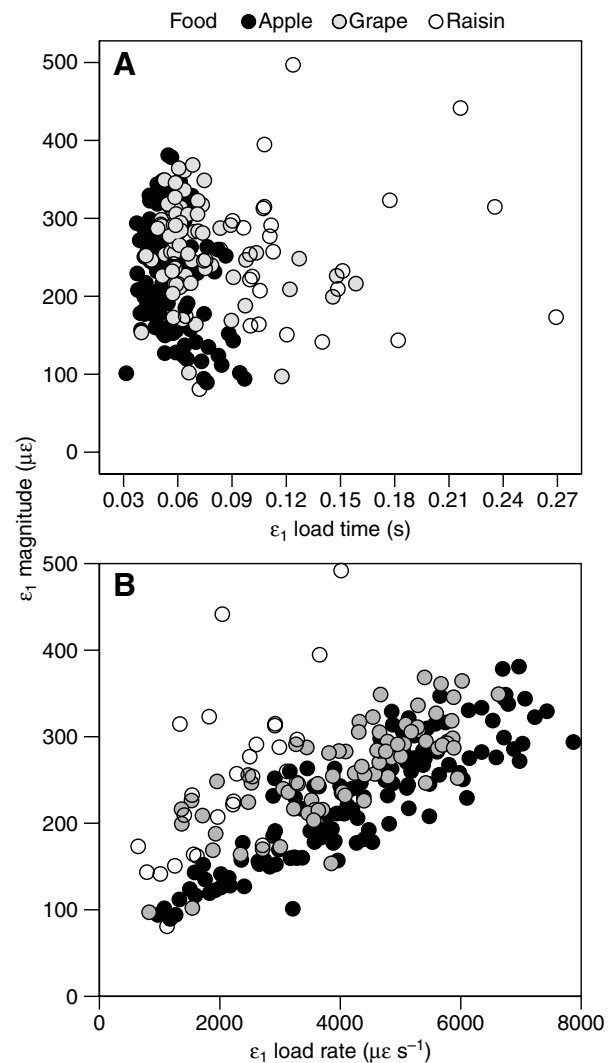 Food Apple Grape Raisin
A
500
400
300
200
100
0
0.03 0.06 0.09 0.12 0.15 0.18 0.21 0.24 0.27
ε₁ load time (s)
ε₁ magnitude (με)
B
500
400
300
200
100
0
0 2000 4000 6000 8000
ε₁ load rate (με s⁻¹)